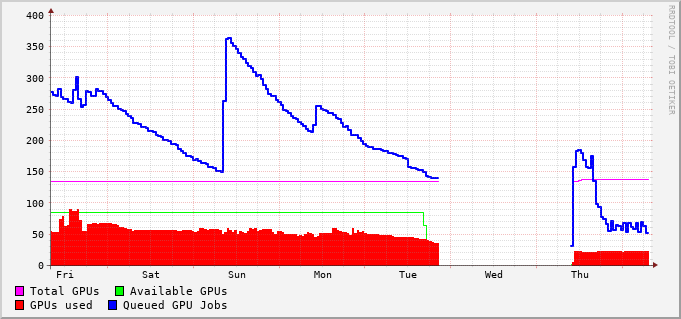 400
350
300
250
200
150
100
50
0
Fri Sat Sun Mon Tue Wed Thu
Total GPUs Available GPUs
GPUs used Queued GPU Jobs
RRDTOOL / TOBI OETIKER